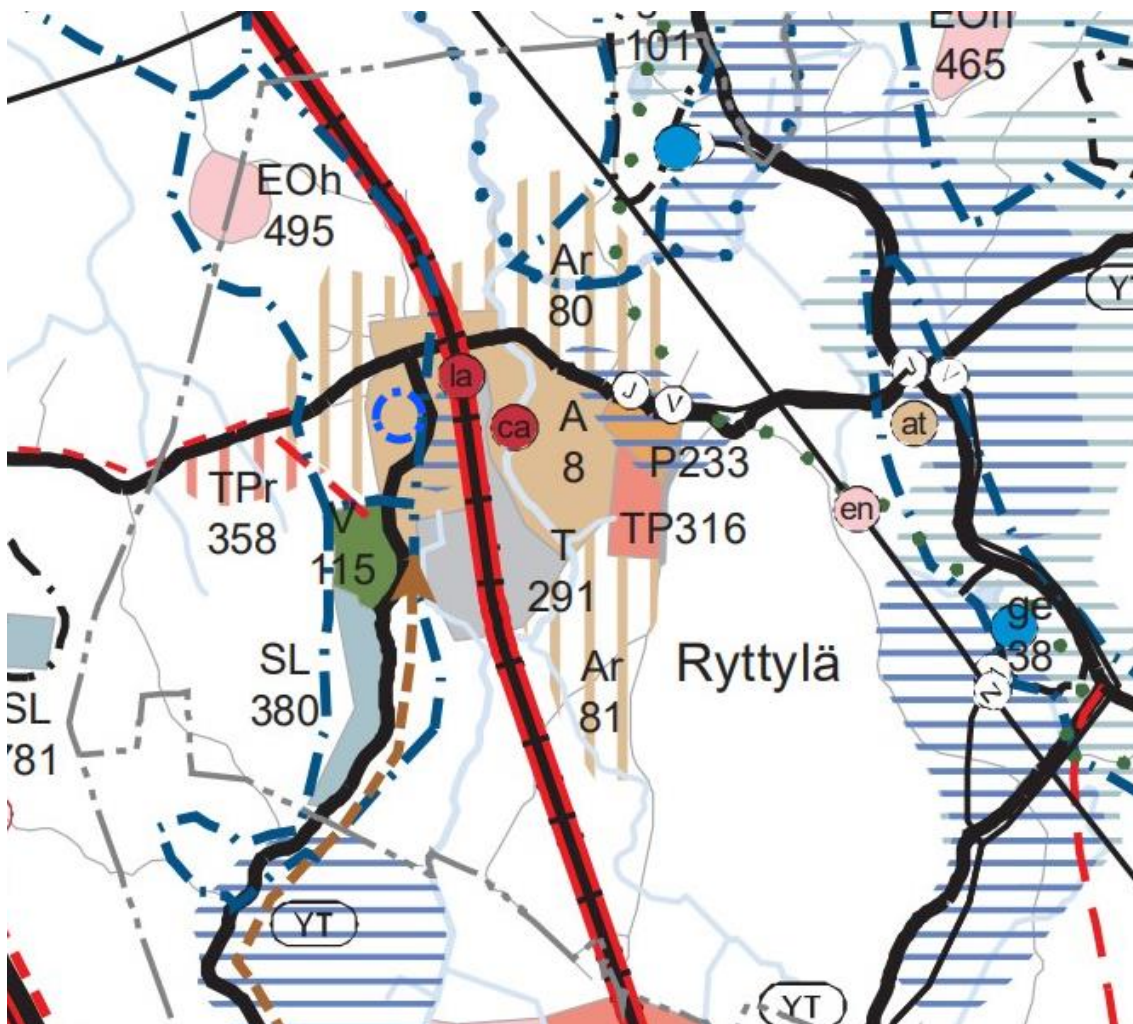 101
EOh
465
EOh
495
Ar
80
la
ca
A
8
J
V
V
at
P233
TPr
358
V
115
TP316
en
T
291
ge
38
SL
380
Ar
81
Ryttylä
SL
781
YT
YT